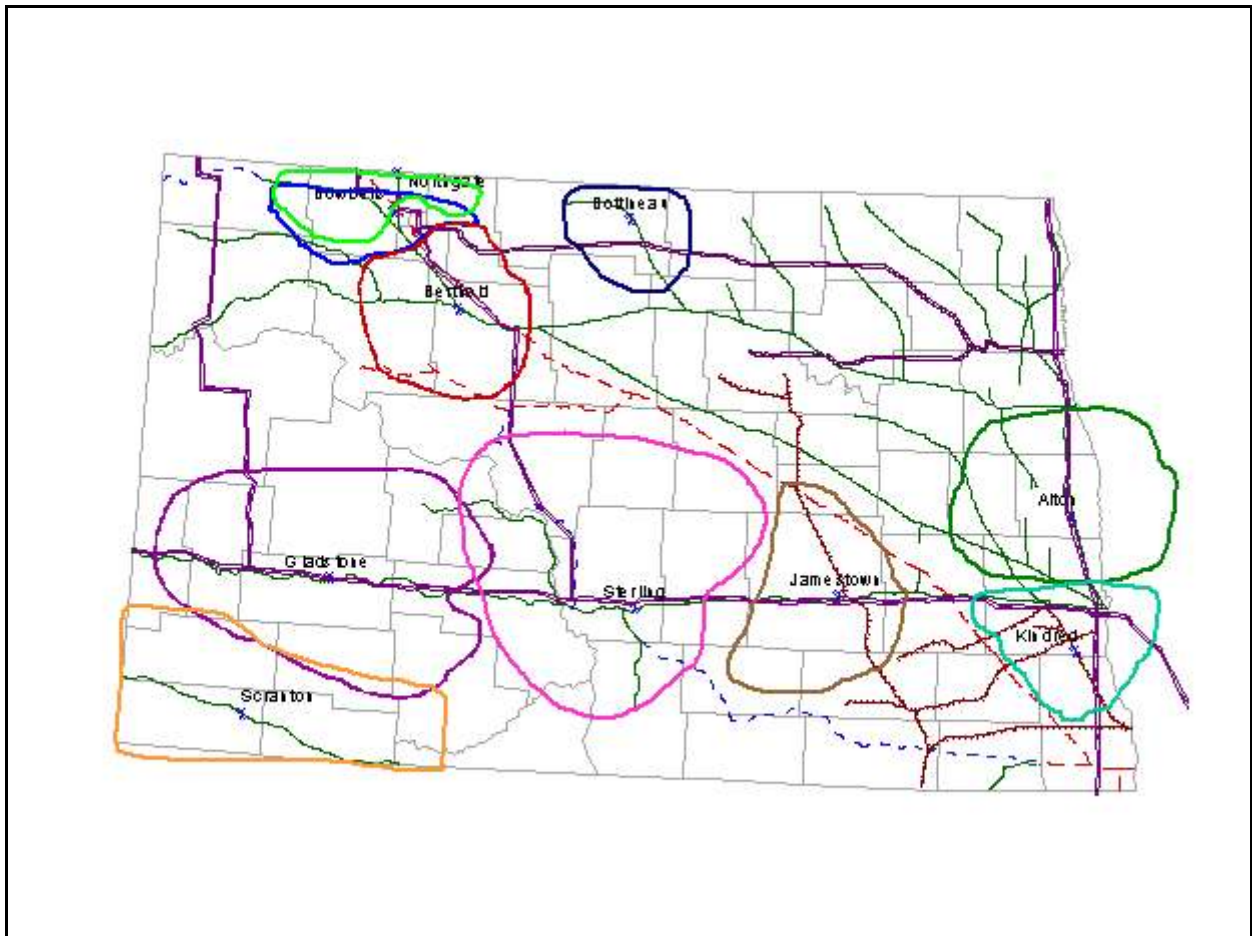 Northgate
Bowbells
Bottineau
Berthold
Alton
Gladstone
Jamestown
Sterling
Kindred
Scranton